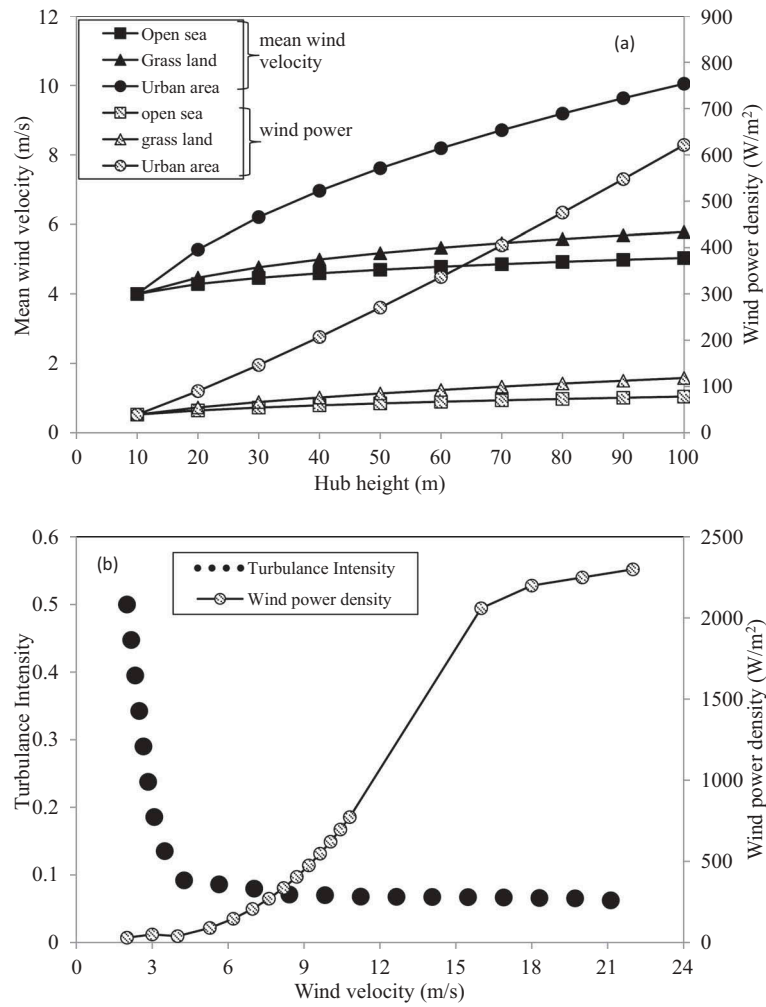 (a)
Open sea
Grass land
Urban area
mean wind
velocity
open sea
grass land
Urban area
wind power
Mean wind velocity (m/s)
12
10
8
6
4
2
0
Wind power density (W/m²)
900
800
700
600
500
400
300
200
100
0
0 10 20 30 40 50 60 70 80 90 100
Hub height (m)
(b)
Turbulance Intensity
Wind power density
Turbulance Intensity
0.6
0.5
0.4
0.3
0.2
0.1
0
Wind power density (W/m²)
2500
2000
1500
1000
500
0
0 3 6 9 12 15 18 21 24
Wind velocity (m/s)